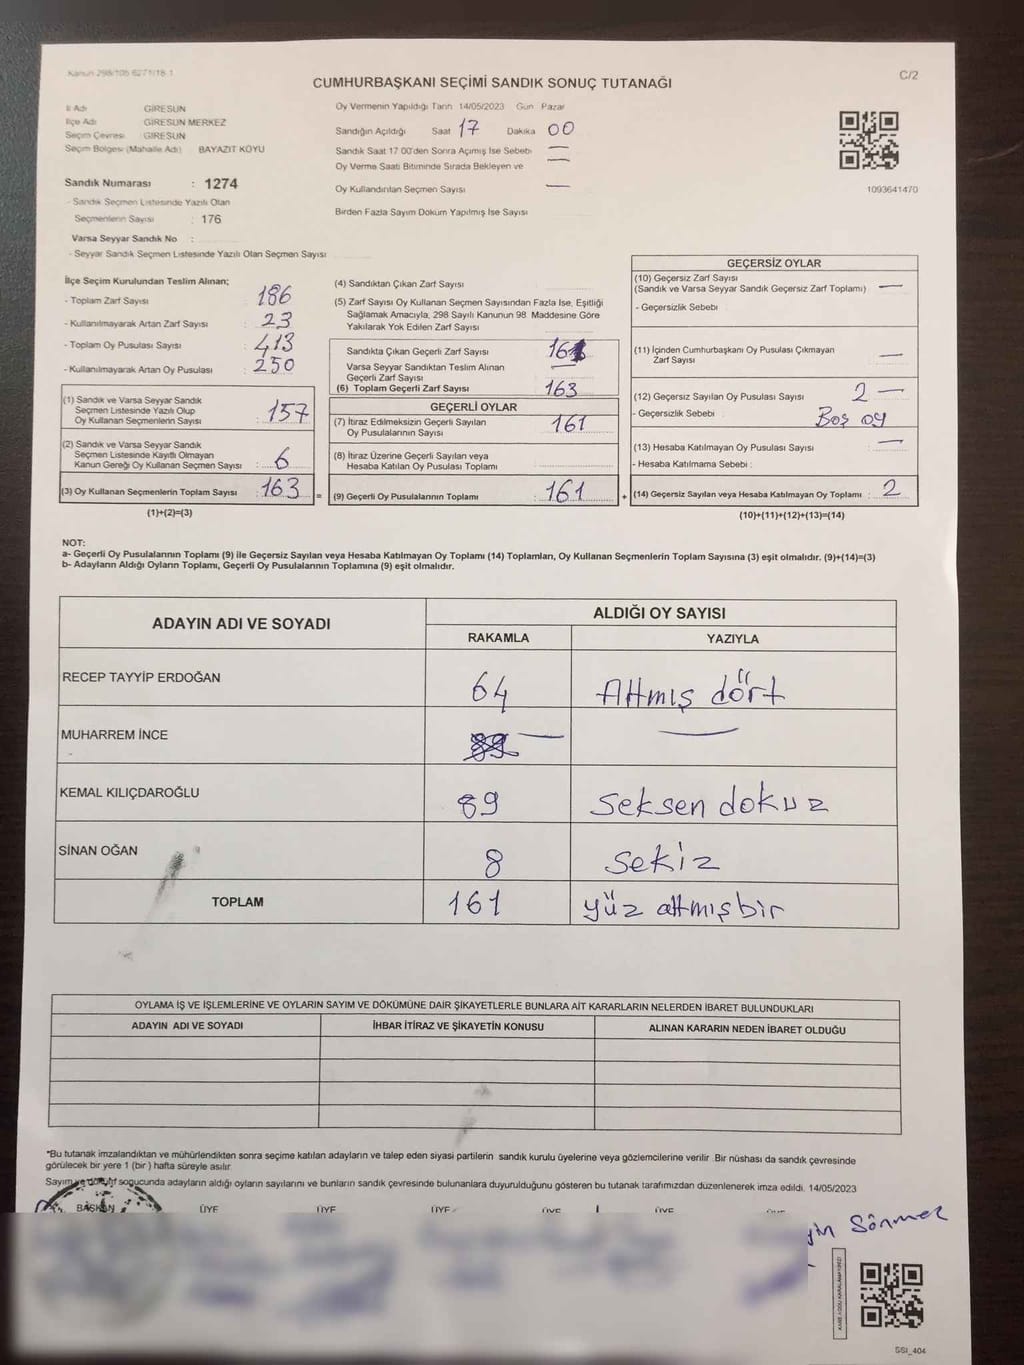 Kanun 298/105 6271/18 1
C/2
CUMHURBAŞKANI SEÇİMİ SANDIK SONUÇ TUTANAĞI
İl Adı GİRESUN
İlçe Adı GİRESUN MERKEZ
Seçim Çevresi GİRESUN
Seçim Bölgesi (Mahalle Adı) BAYAZIT KÖYÜ
Sandık Numarası : 1274
- Sandık Seçmen Listesinde Yazılı Olan
Seçmenlerin Sayısı : 176
Varsa Seyyar Sandık No :
- Seyyar Sandık Seçmen Listesinde Yazılı Olan Seçmen Sayısı
Oy Vermenin Yapıldığı Tarih 14/05/2023 Gün Pazar
Sandığın Açıldığı Saat 17 Dakika 00
Sandık Saat 17 00'den Sonra Açımış İse Sebebi —
Oy Verme Saati Bitiminde Sırada Bekleyen ve —
Oy Kullandırılan Seçmen Sayısı —
Birden Fazla Sayım Döküm Yapılmış İse Sayısı
1093641470
İlçe Seçim Kurulundan Teslim Alınan;
- Toplam Zarf Sayısı : 186
- Kullanılmayarak Artan Zarf Sayısı : 23
- Toplam Oy Pusulası Sayısı : 413
- Kullanılmayarak Artan Oy Pusulası : 250
(1) Sandık ve Varsa Seyyar Sandık
Seçmen Listesinde Yazılı Olup
Oy Kullanan Seçmenlerin Sayısı : 157
(2) Sandık ve Varsa Seyyar Sandık
Seçmen Listesinde Kayıtlı Olmayan
Kanun Gereği Oy Kullanan Seçmen Sayısı : 6
(3) Oy Kullanan Seçmenlerin Toplam Sayısı : 163 =
(1)+(2)=(3)
(4) Sandıktan Çıkan Zarf Sayısı
(5) Zarf Sayısı Oy Kullanan Seçmen Sayısından Fazla İse, Eşitliği
Sağlamak Amacıyla, 298 Sayılı Kanunun 98. Maddesine Göre
Yakılarak Yok Edilen Zarf Sayısı
Sandıkta Çıkan Geçerli Zarf Sayısı
Varsa Seyyar Sandıktan Teslim Alınan
Geçerli Zarf Sayısı —
(6) Toplam Geçerli Zarf Sayısı 163
GEÇERLİ OYLAR
(7) İtiraz Edilmeksizin Geçerli Sayılan
Oy Pusulalarının Sayısı 161
(8) İtiraz Üzerine Geçerli Sayılan veya
Hesaba Katılan Oy Pusulası Toplamı
(9) Geçerli Oy Pusulalarının Toplamı : 161 +
GEÇERSİZ OYLAR
(10) Geçersiz Zarf Sayısı
(Sandık ve Varsa Seyyar Sandık Geçersiz Zarf Toplamı) —
- Geçersizlik Sebebi
(11) İçinden Cumhurbaşkanı Oy Pusulası Çıkmayan
Zarf Sayısı —
(12) Geçersiz Sayılan Oy Pusulası Sayısı 2 —
- Geçersizlik Sebebi : Boş oy
(13) Hesaba Katılmayan Oy Pusulası Sayısı —
- Hesaba Katılmama Sebebi :
(14) Geçersiz Sayılan veya Hesaba Katılmayan Oy Toplamı : 2
(10)+(11)+(12)+(13)=(14)
NOT:
a- Geçerli Oy Pusulalarının Toplamı (9) ile Geçersiz Sayılan veya Hesaba Katılmayan Oy Toplamı (14) Toplamları, Oy Kullanan Seçmenlerin Toplam Sayısına (3) eşit olmalıdır. (9)+(14)=(3)
b- Adayların Aldığı Oyların Toplamı, Geçerli Oy Pusulalarının Toplamına (9) eşit olmalıdır.
ADAYIN ADI VE SOYADI
ALDIĞI OY SAYISI
RAKAMLA YAZIYLA
RECEP TAYYİP ERDOĞAN 64 Altmış dört
MUHARREM İNCE — —
KEMAL KILIÇDAROĞLU 89 Seksen dokuz
SİNAN OĞAN 8 Sekiz
TOPLAM 161 yüz altmışbir
OYLAMA İŞ VE İŞLEMLERİNE VE OYLARIN SAYIM VE DÖKÜMÜNE DAİR ŞİKAYETLERLE BUNLARA AİT KARARLARIN NELERDEN İBARET BULUNDUKLARI
ADAYIN ADI VE SOYADI İHBAR İTİRAZ VE ŞİKAYETİN KONUSU ALINAN KARARIN NEDEN İBARET OLDUĞU
*Bu tutanak imzalandıktan ve mühürlendikten sonra seçime katılan adayların ve talep eden siyasi partilerin sandık kurulu üyelerine veya gözlemcilerine verilir. Bir nüshası da sandık çevresinde
görülecek bir yere 1 (bir) hafta süreyle asılır
Sayım ve döküm sonucunda adayların aldığı oyların sayılarını ve bunların sandık çevresinde bulunanlara duyurulduğunu gösteren bu tutanak tarafımızdan düzenlenerek imza edildi. 14/05/2023
BAŞKAN ÜYE ÜYE ÜYE ÜYE ÜYE
Sönmez
SSI_404